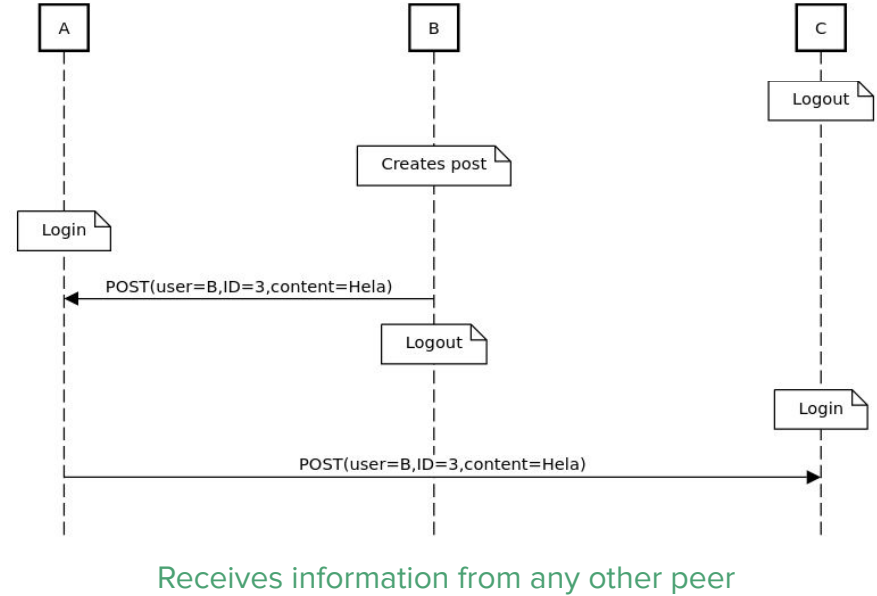 A
B
C
Logout
Creates post
Login
POST(user=B,ID=3,content=Hela)
Logout
Login
POST(user=B,ID=3,content=Hela)
Receives information from any other peer